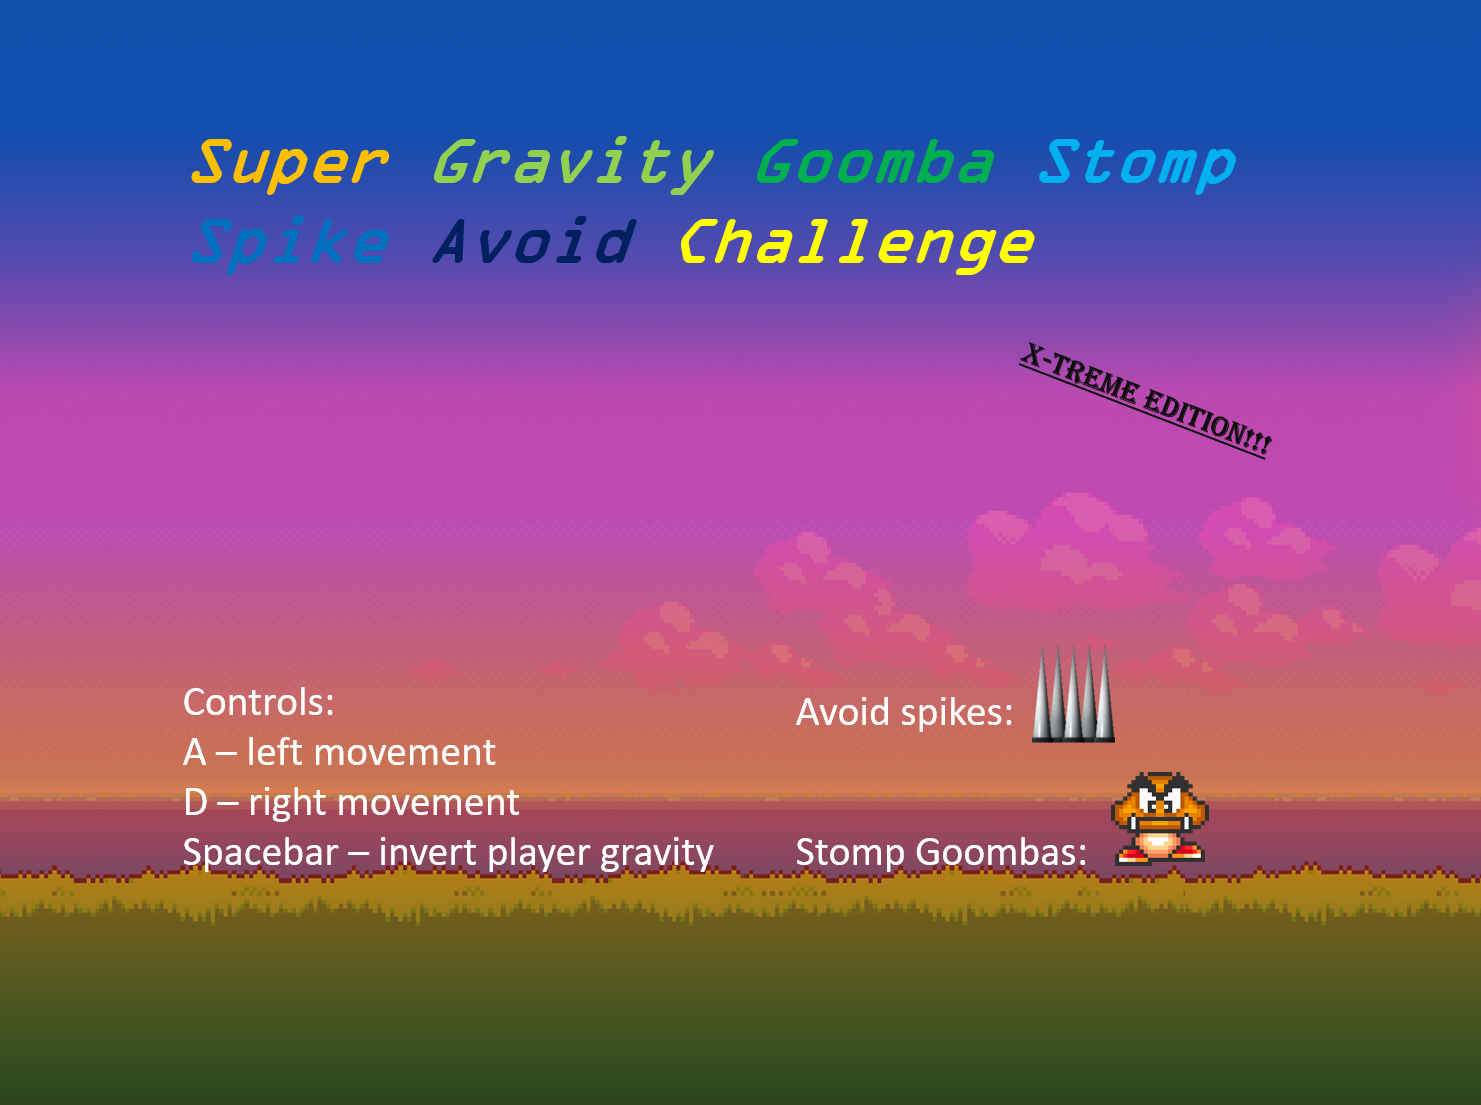 Super Gravity Goomba Stomp
Spike Avoid Challenge
X-TREME EDITION!!!
Controls:
A – left movement
D – right movement
Spacebar – invert player gravity
Avoid spikes:
Stomp Goombas: